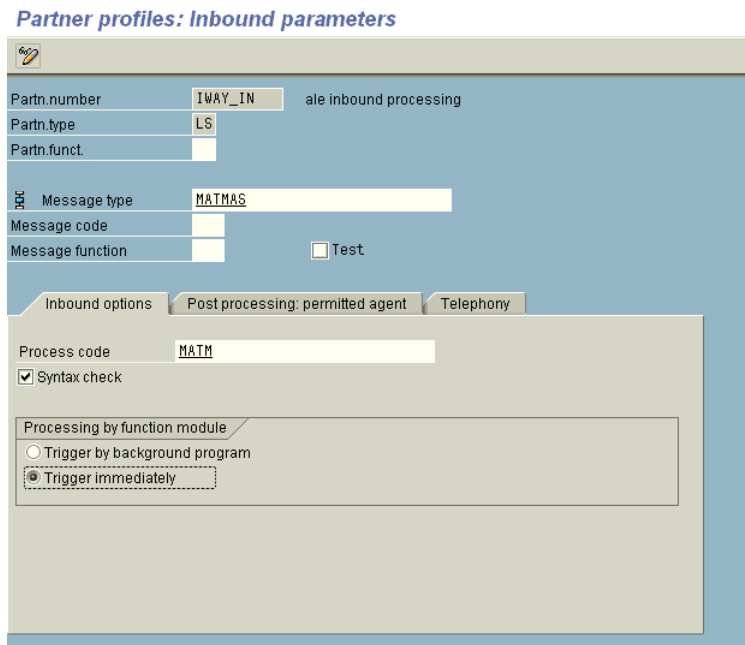 Partner profiles: Inbound parameters
Partn.number IWAY_IN ale inbound processing
Partn.type LS
Partn.funct.
Message type MATMAS
Message code
Message function Test
Inbound options Post processing: permitted agent Telephony
Process code MATM
Syntax check
Processing by function module
Trigger by background program
Trigger immediately